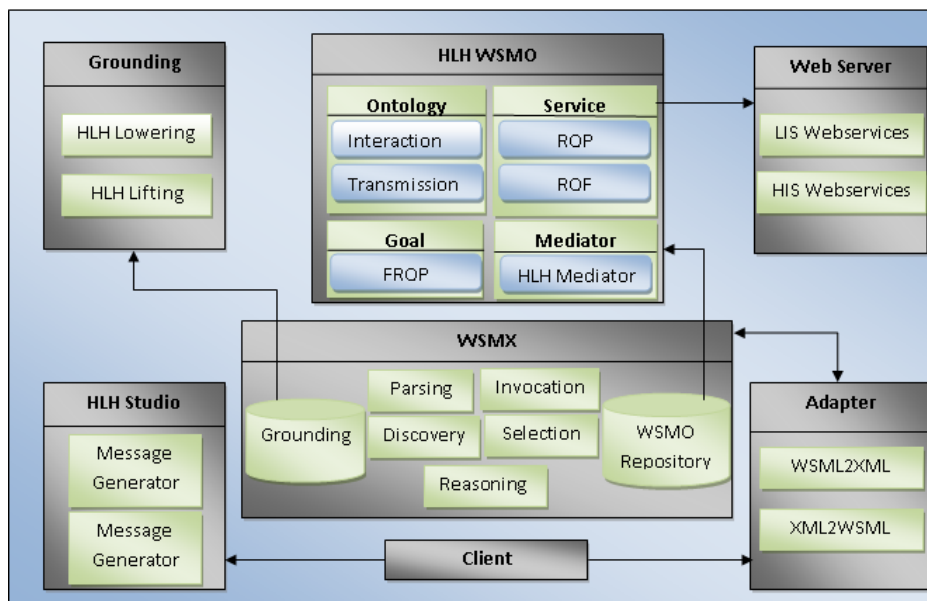 Grounding
HLH Lowering
HLH Lifting
HLH WSMO
Ontology
Interaction
Transmission
Service
ROP
ROF
Goal
FROP
Mediator
HLH Mediator
Web Server
LIS Webservices
HIS Webservices
WSMX
Parsing
Invocation
Grounding
Discovery
Selection
WSMO
Repository
Reasoning
HLH Studio
Message
Generator
Message
Generator
Client
Adapter
WSML2XML
XML2WSML